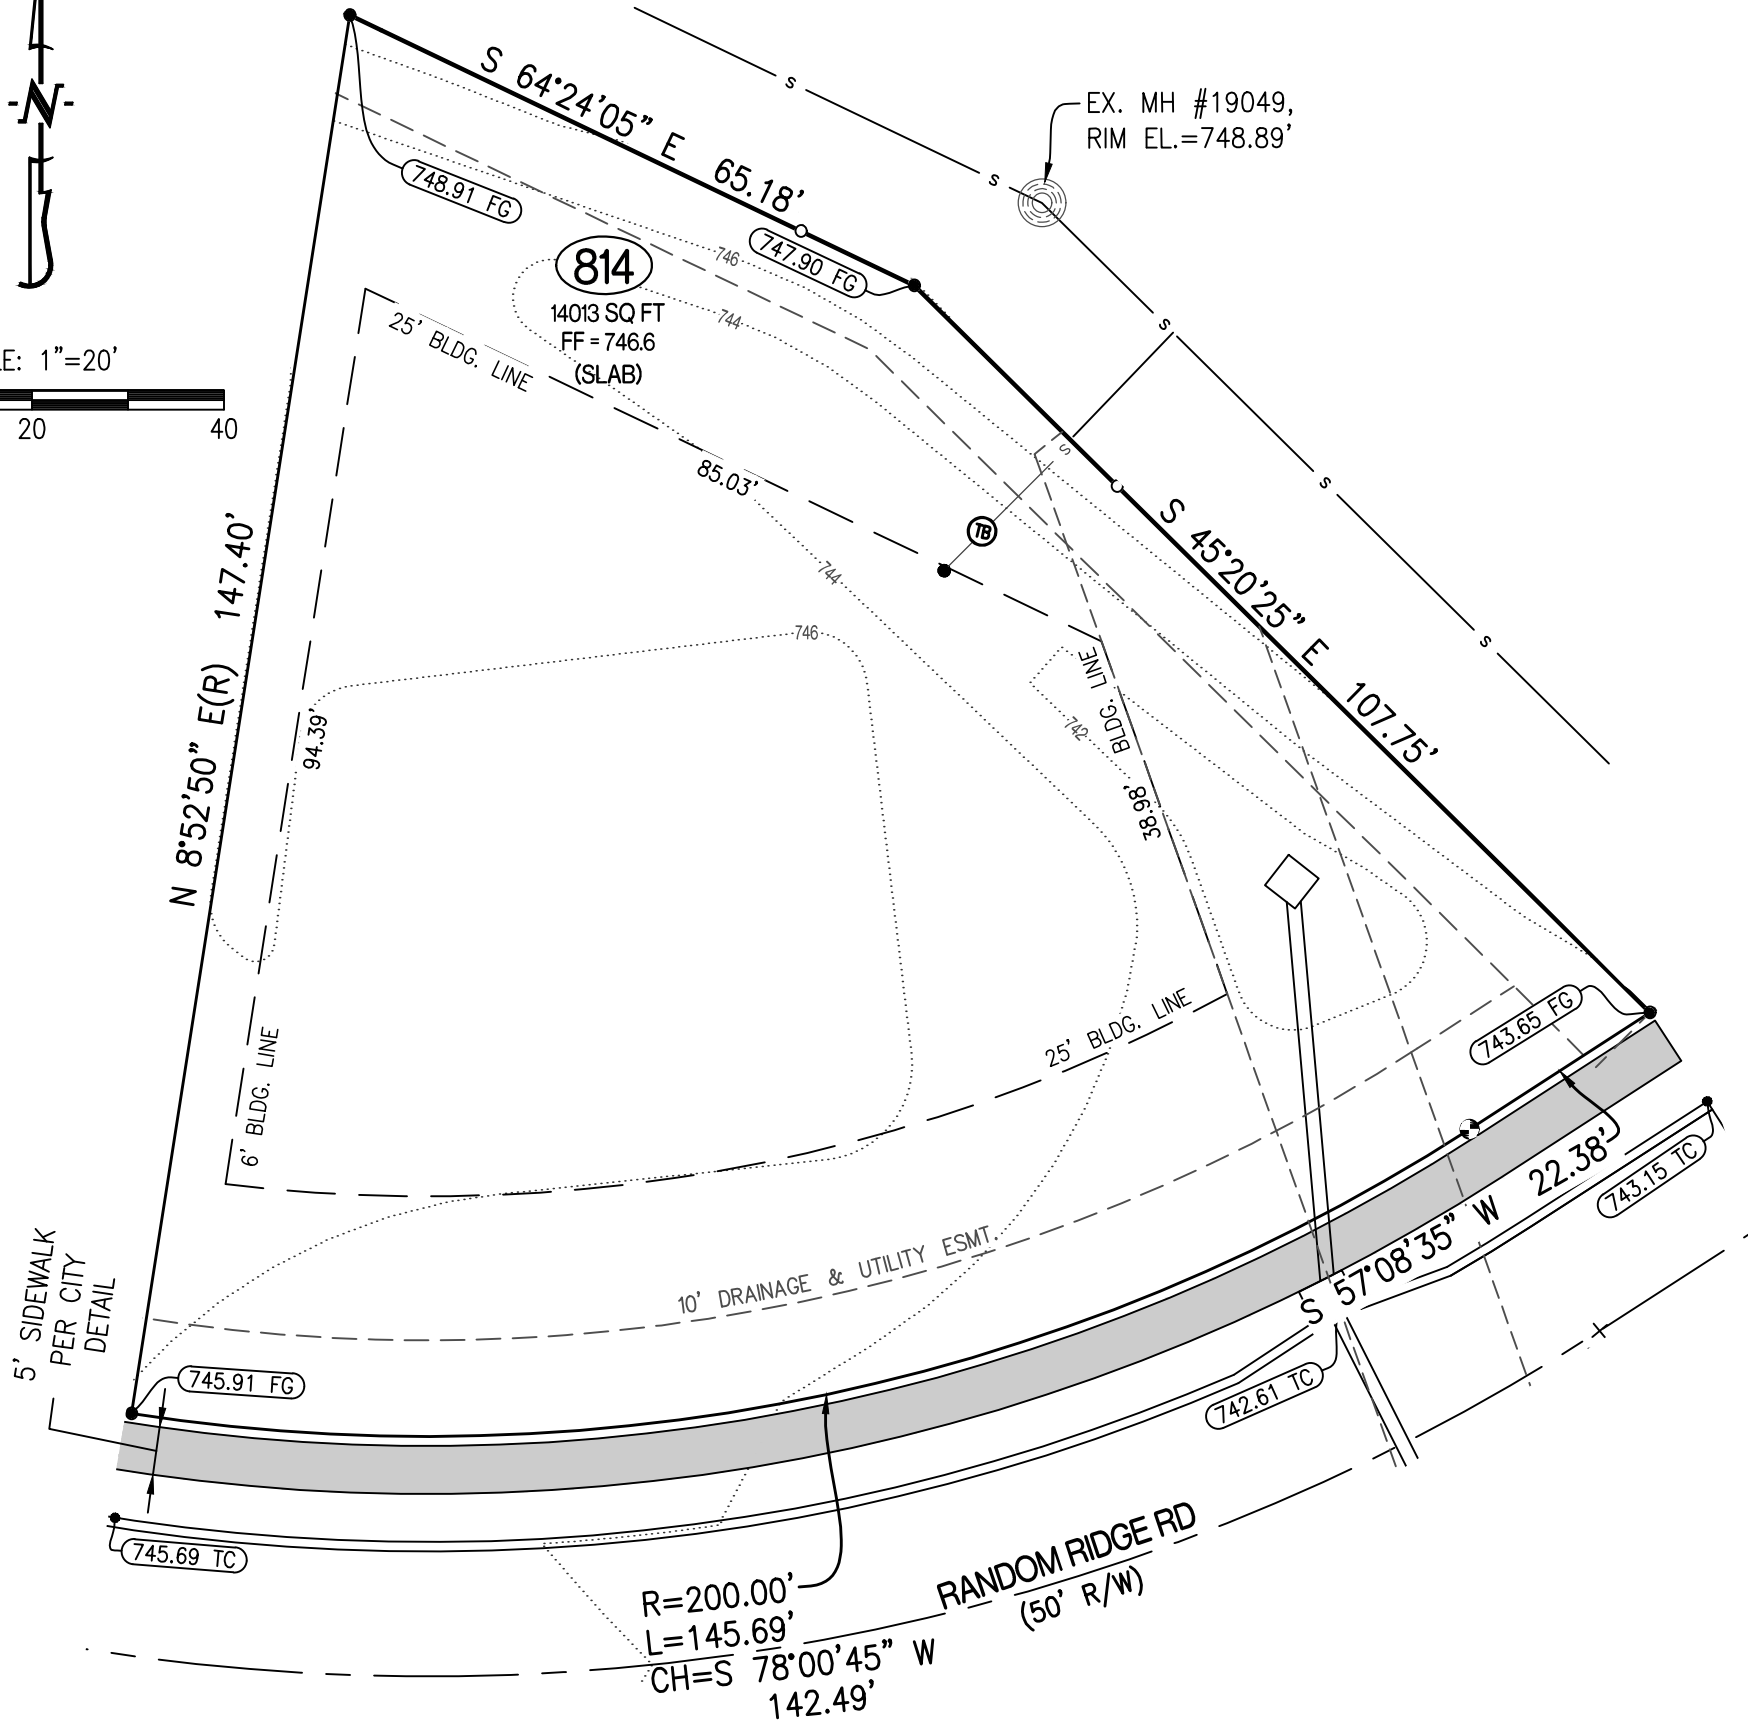 S 64°24'05" E 65.18'
EX. MH #19049,
RIM EL.=748.89'
-N-
748.91 FG
747.90 FG
814
14013 SQ FT
FF = 746.6
(SLAB)
746
744
25' BLDG. LINE
85.03'
E: 1"=20'
20 40
TB
S 45°20'25" E 107.75'
N 8°52'50" E(R) 147.40'
94.39'
744
746
742
BLDG. LINE
38.98'
s
s
s
s
s
s
6' BLDG. LINE
25' BLDG. LINE
743.65 FG
743.15 TC
S 57°08'35" W 22.38'
10' DRAINAGE & UTILITY ESMT.
5' SIDEWALK
PER CITY
DETAIL
745.91 FG
742.61 TC
745.69 TC
RANDOM RIDGE RD
(50' R/W)
R=200.00'
L=145.69'
CH=S 78°00'45" W
142.49'